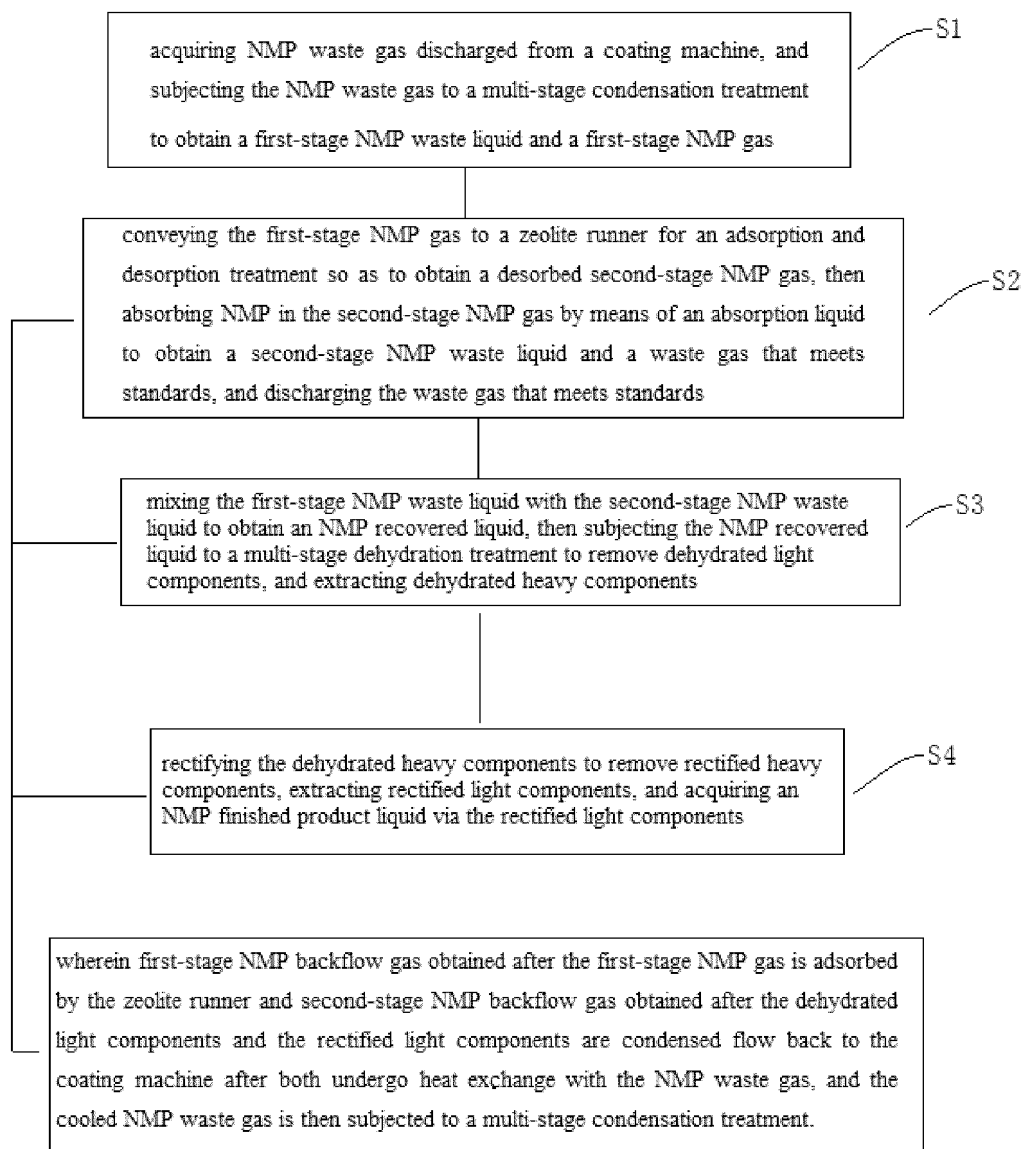 S1
acquiring NMP waste gas discharged from a coating machine, and
subjecting the NMP waste gas to a multi-stage condensation treatment
to obtain a first-stage NMP waste liquid and a first-stage NMP gas
S2
conveying the first-stage NMP gas to a zeolite runner for an adsorption and
desorption treatment so as to obtain a desorbed second-stage NMP gas, then
absorbing NMP in the second-stage NMP gas by means of an absorption liquid
to obtain a second-stage NMP waste liquid and a waste gas that meets
standards, and discharging the waste gas that meets standards
S3
mixing the first-stage NMP waste liquid with the second-stage NMP waste
liquid to obtain an NMP recovered liquid, then subjecting the NMP recovered
liquid to a multi-stage dehydration treatment to remove dehydrated light
components, and extracting dehydrated heavy components
S4
rectifying the dehydrated heavy components to remove rectified heavy
components, extracting rectified light components, and acquiring an
NMP finished product liquid via the rectified light components
wherein first-stage NMP backflow gas obtained after the first-stage NMP gas is adsorbed
by the zeolite runner and second-stage NMP backflow gas obtained after the dehydrated
light components and the rectified light components are condensed flow back to the
coating machine after both undergo heat exchange with the NMP waste gas, and the
cooled NMP waste gas is then subjected to a multi-stage condensation treatment.